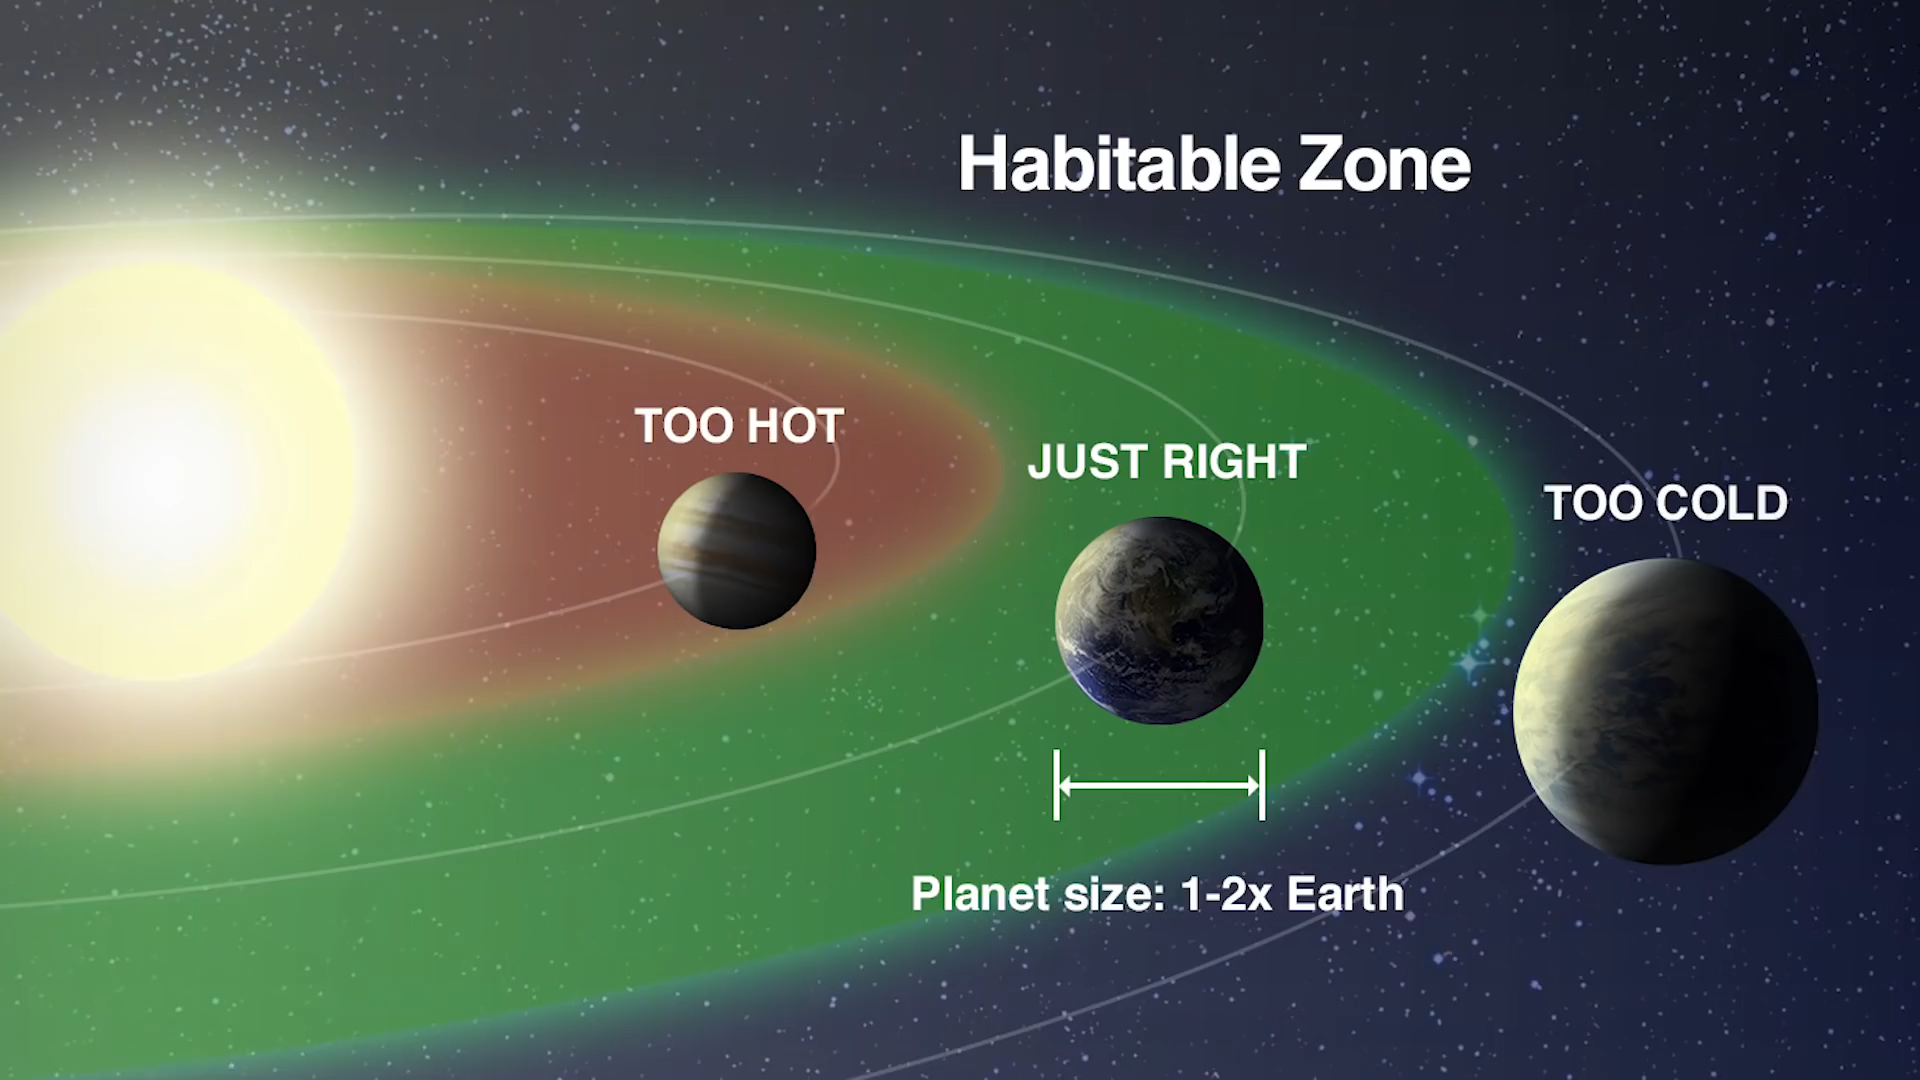 Habitable Zone
TOO HOT
JUST RIGHT
TOO COLD
Planet size: 1-2x Earth